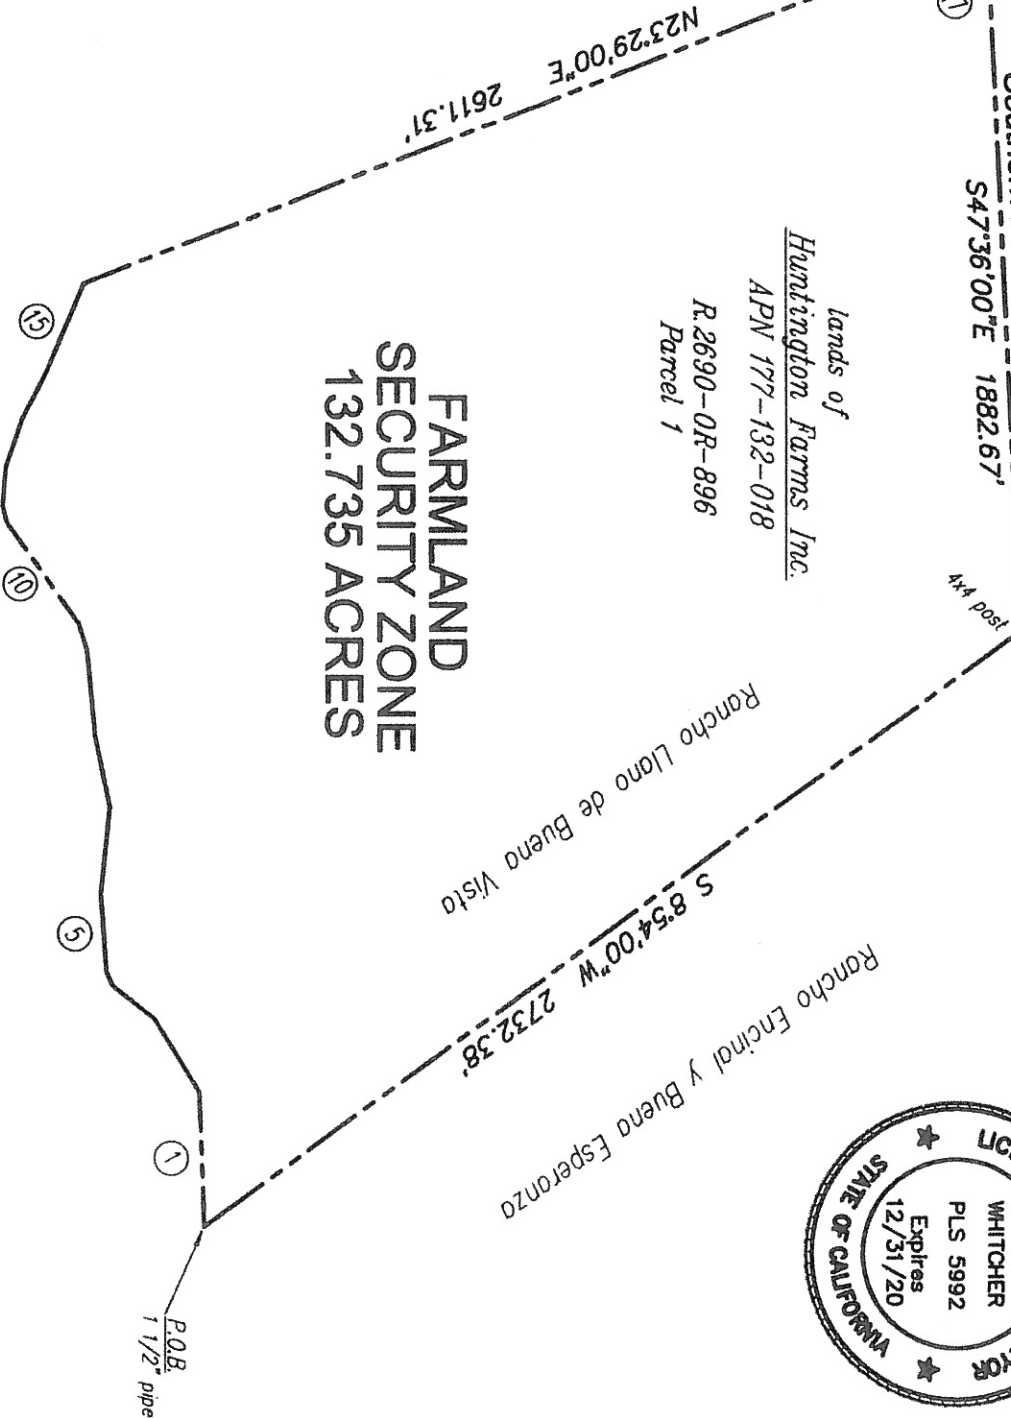 N23°29'00"E
2611.31'
S47°36'00"E 1882.67'
lands of
Huntington Farms Inc.
APN 177-132-018
R.2690-OR-896
Parcel 1
4x4 post
FARMLAND
SECURITY ZONE
132.735 ACRES
Rancho Llano de Buena Vista
S 8°54'00"W 2732.38'
Rancho Encinal y Buena Esperanza
15
10
5
1
P.O.B.
1 1/2" pipe
WHITCHER
PLS 5992
Expires
12/31/20
STATE OF CALIFORNIA